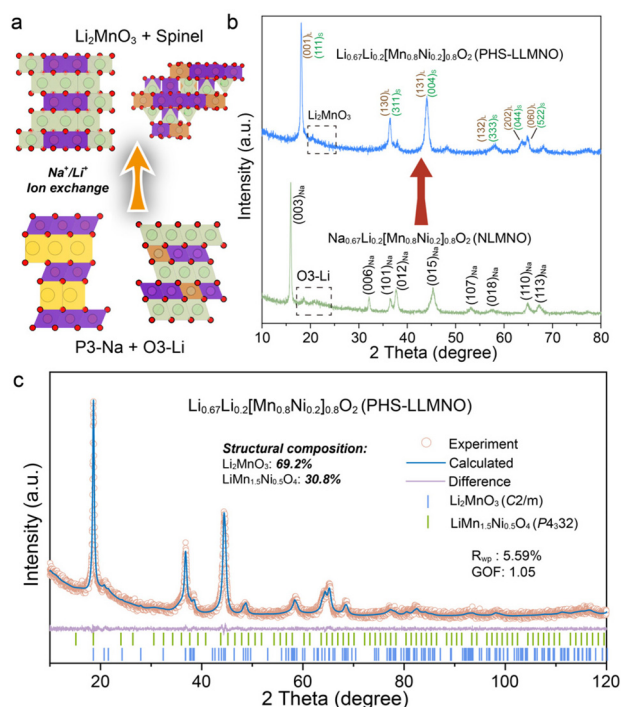 a
Li₂MnO₃ + Spinel
Na⁺/Li⁺
Ion exchange
P3-Na + O3-Li
b
Intensity (a.u.)
(001)L
(111)S
Li₀.₆₇Li₀.₂[Mn₀.₈Ni₀.₂]₀.₈O₂ (PHS-LLMNO)
Li₂MnO₃
(130)L
(311)S
(131)L
(004)S
(132)L
(333)S
(202)L
(044)S
(060)L
(522)S
Na₀.₆₇Li₀.₂[Mn₀.₈Ni₀.₂]₀.₈O₂ (NLMNO)
(003)Na
O3-Li
(006)Na
(101)Na
(012)Na
(015)Na
(107)Na
(018)Na
(110)Na
(113)Na
10 20 30 40 50 60 70 80
2 Theta (degree)
c
Li₀.₆₇Li₀.₂[Mn₀.₈Ni₀.₂]₀.₈O₂ (PHS-LLMNO)
Structural composition:
Li₂MnO₃: 69.2%
LiMn₁.₅Ni₀.₅O₄: 30.8%
Experiment
Calculated
Difference
Li₂MnO₃ (C2/m)
LiMn₁.₅Ni₀.₅O₄ (P4₃32)
Rwp : 5.59%
GOF: 1.05
Intensity (a.u.)
20 40 60 80 100 120
2 Theta (degree)